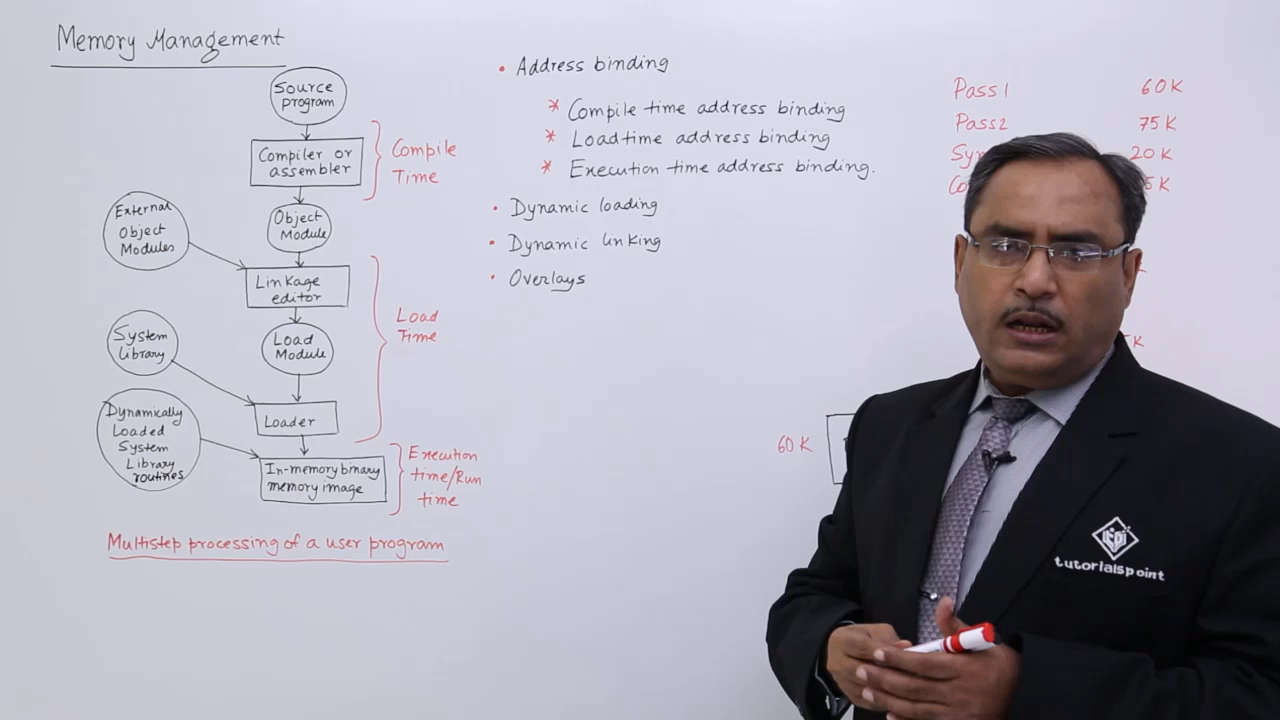 Memory Management
Source
program
Compiler or
assembler
Compile
Time
External
Object
Modules
Object
Module
Linkage
editor
Load
Time
System
Library
Load
Module
Loader
Dynamically
Loaded
System
Library
routines
In-memory binary
memory image
Execution
time/Run
time
Multistep processing of a user program
• Address binding
* Compile time address binding
* Loadtime address binding
* Execution time address binding.
• Dynamic loading
• Dynamic linking
• Overlays
Pass 1 60K
Pass2 75K
20K
60K
tutorialspoint